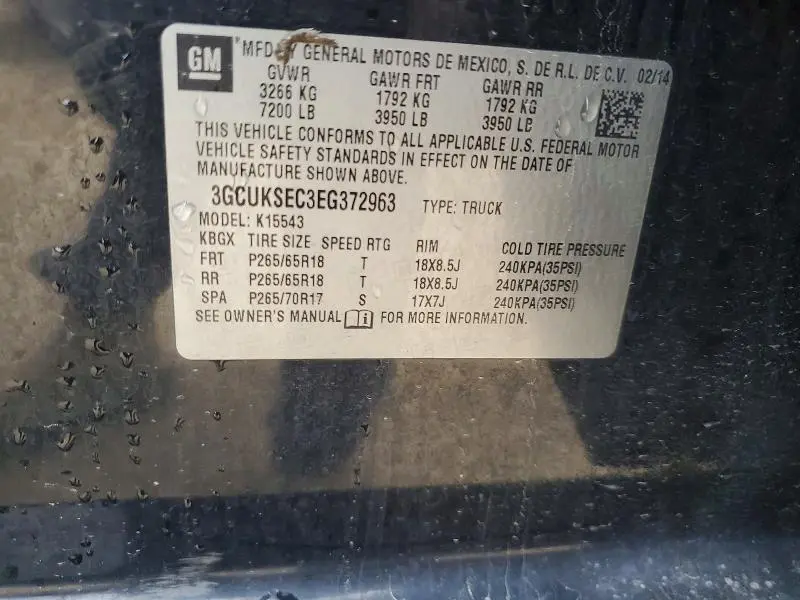 GM
MFD BY GENERAL MOTORS DE MEXICO, S. DE R.L. DE C.V. 02/14
GVWR GAWR FRT GAWR RR
3266 KG 1792 KG 1792 KG
7200 LB 3950 LB 3950 LB
THIS VEHICLE CONFORMS TO ALL APPLICABLE U.S. FEDERAL MOTOR
VEHICLE SAFETY STANDARDS IN EFFECT ON THE DATE OF
MANUFACTURE SHOWN ABOVE.
3GCUKSEC3EG372963 TYPE: TRUCK
MODEL: K15543
KBGX TIRE SIZE SPEED RTG RIM COLD TIRE PRESSURE
FRT P265/65R18 T 18X8.5J 240KPA(35PSI)
RR P265/65R18 T 18X8.5J 240KPA(35PSI)
SPA P265/70R17 S 17X7J 240KPA(35PSI)
SEE OWNER'S MANUAL FOR MORE INFORMATION.